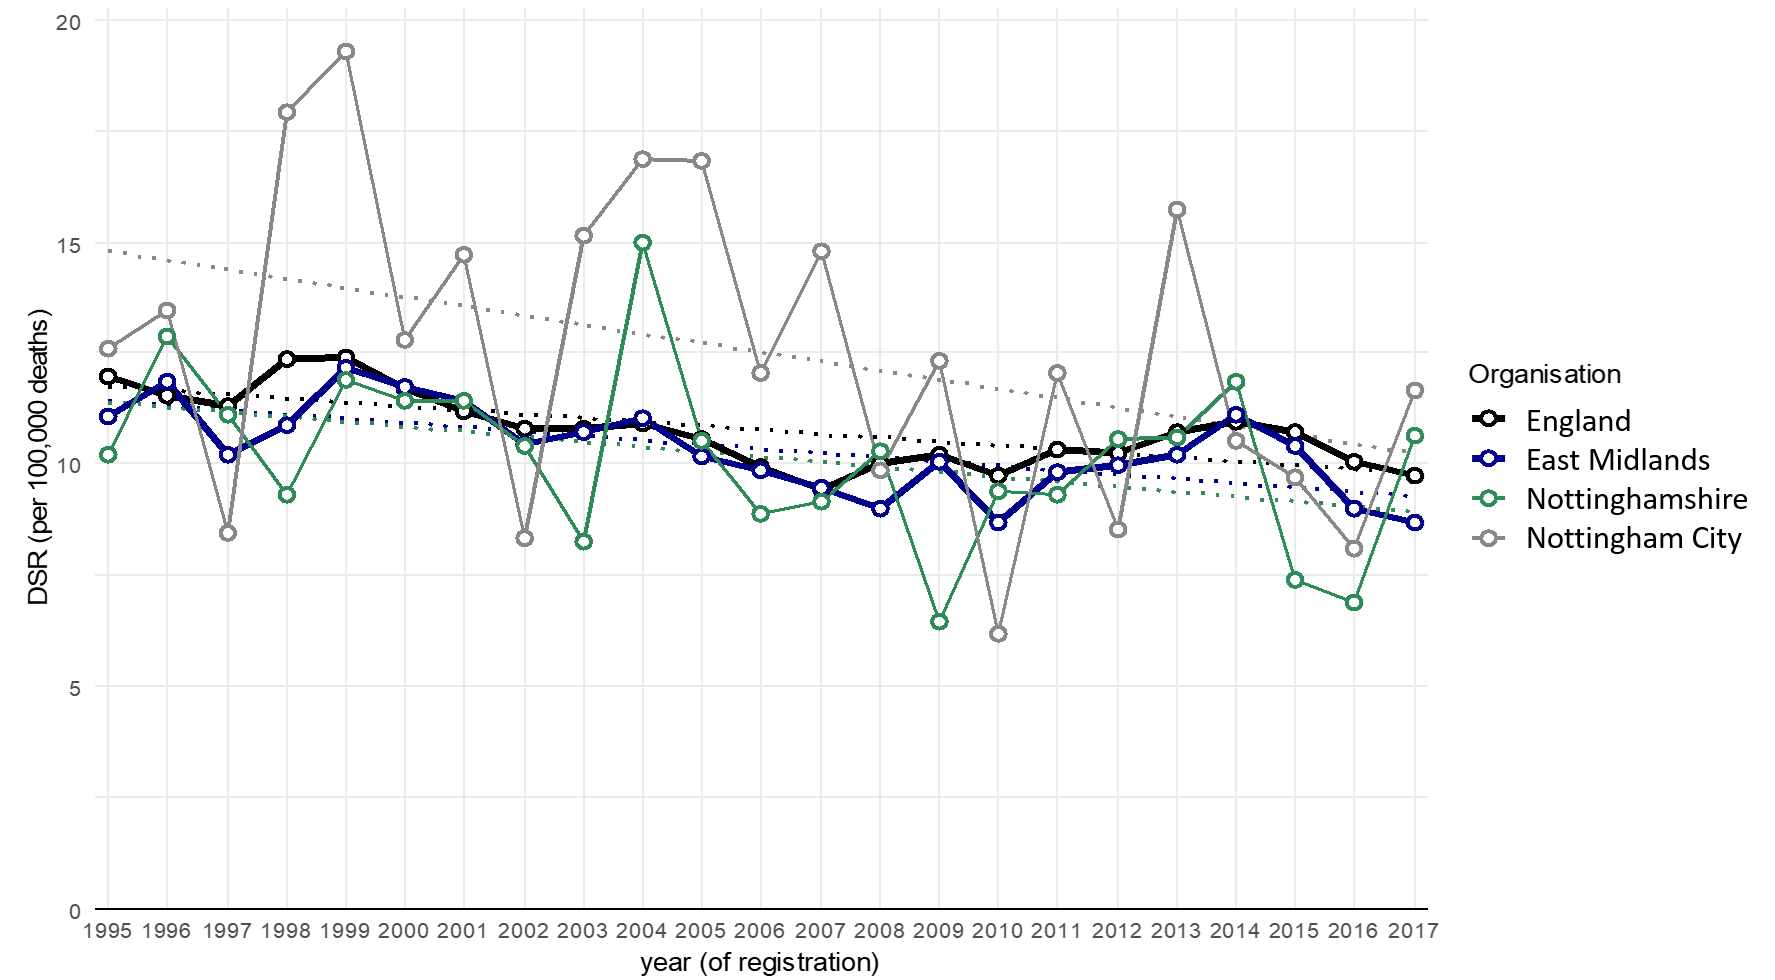 20
15
10
5
0
DSR (per 100,000 deaths)
1995 1996 1997 1998 1999 2000 2001 2002 2003 2004 2005 2006 2007 2008 2009 2010 2011 2012 2013 2014 2015 2016 2017
year (of registration)
Organisation
England
East Midlands
Nottinghamshire
Nottingham City